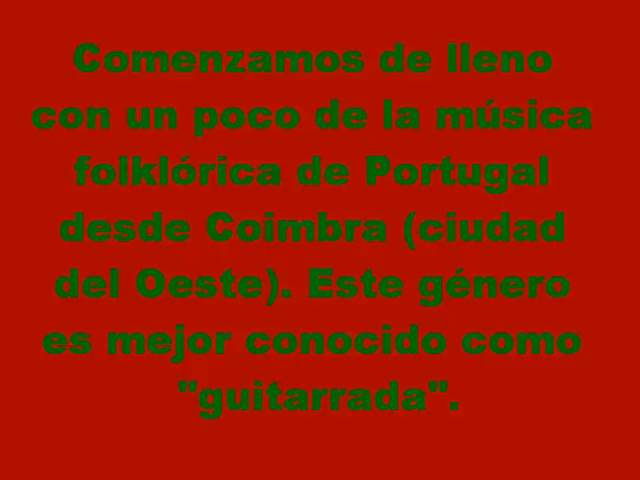 Comenzamos de lleno
con un poco de la música
folklórica de Portugal
desde Coimbra (ciudad
del Oeste). Este género
es mejor conocido como
"guitarrada".